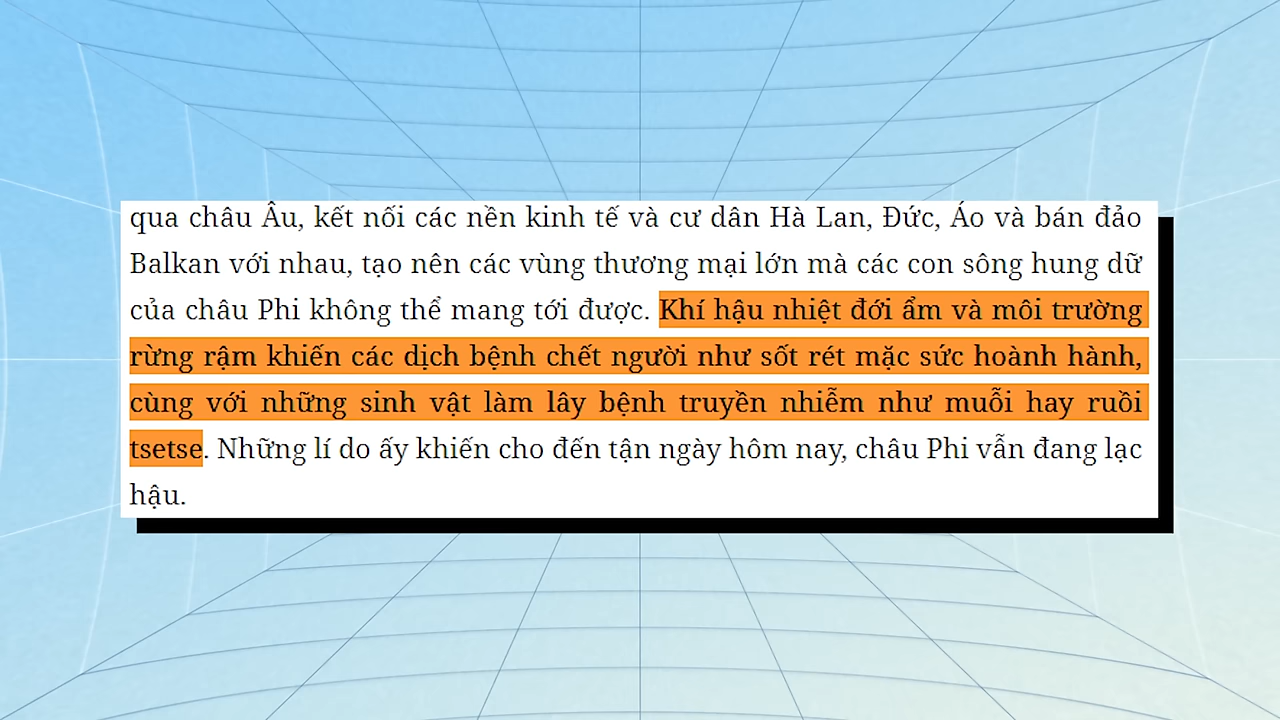 qua châu Âu, kết nối các nền kinh tế và cư dân Hà Lan, Đức, Áo và bán đảo
Balkan với nhau, tạo nên các vùng thương mại lớn mà các con sông hung dữ
của châu Phi không thể mang tới được. Khí hậu nhiệt đới ẩm và môi trường
rừng rậm khiến các dịch bệnh chết người như sốt rét mặc sức hoành hành,
cùng với những sinh vật làm lây bệnh truyền nhiễm như muỗi hay ruồi
tsetse. Những lí do ấy khiến cho đến tận ngày hôm nay, châu Phi vẫn đang lạc
hậu.